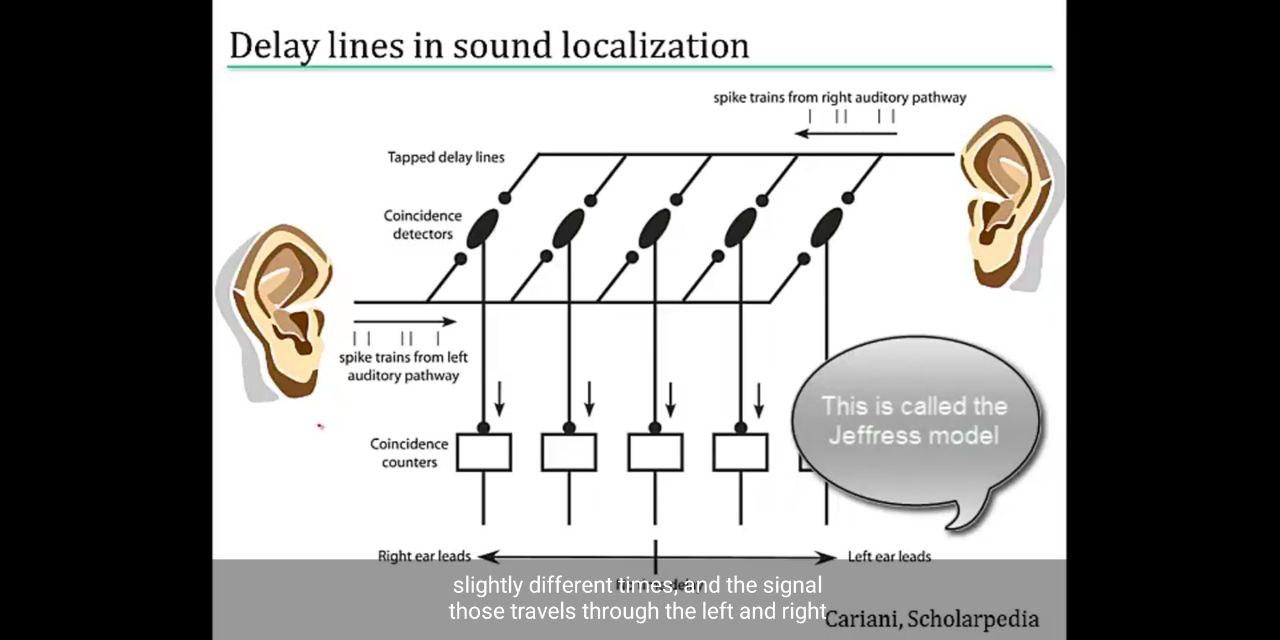 Delay lines in sound localization
spike trains from right auditory pathway
Tapped delay lines
Coincidence
detectors
spike trains from left
auditory pathway
This is called the
Jeffress model
Coincidence
counters
Right ear leads
Left ear leads
slightly different times, and the signal
those travels through the left and right
Cariani, Scholarpedia